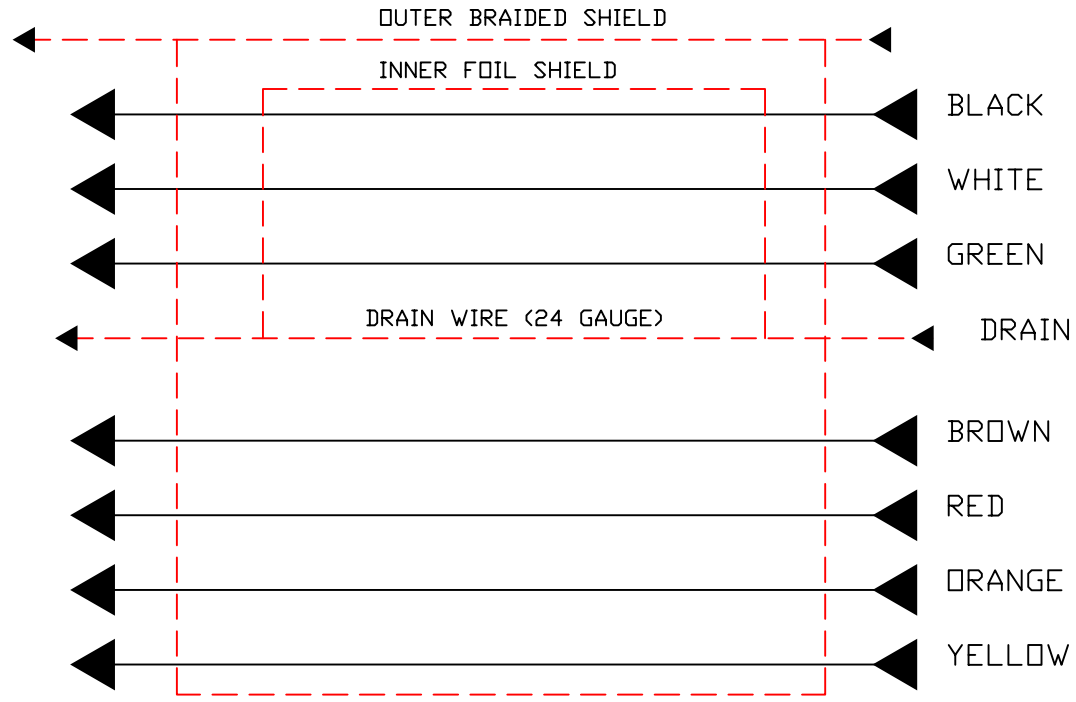 OUTER BRAIDED SHIELD
INNER FOIL SHIELD
BLACK
WHITE
GREEN
DRAIN WIRE (24 GAUGE)
DRAIN
BROWN
RED
ORANGE
YELLOW